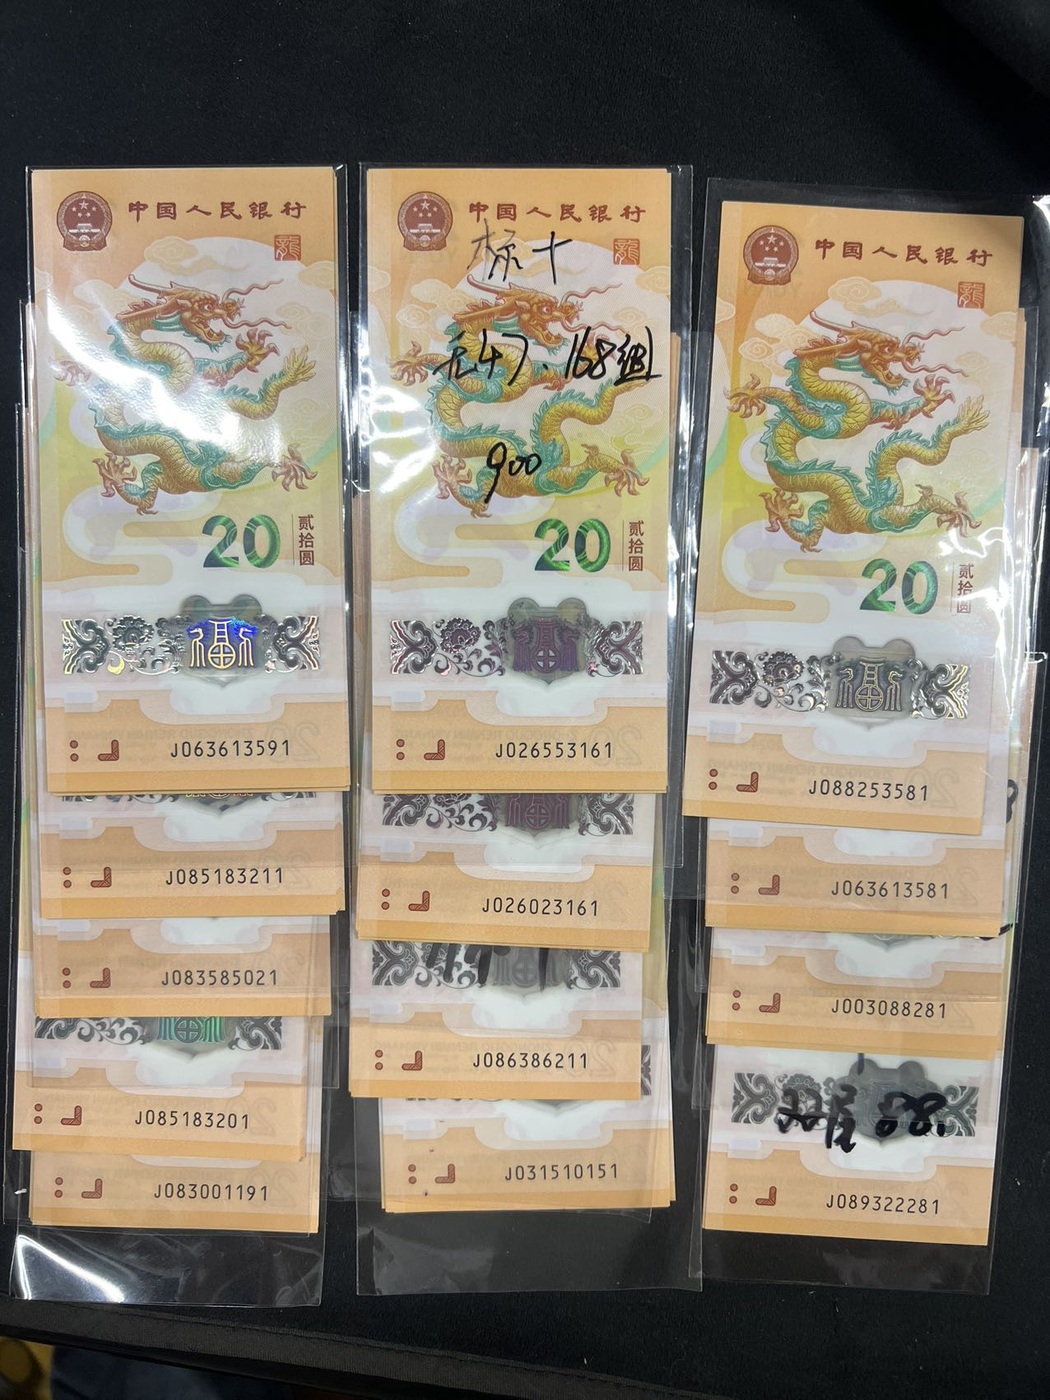 中国人民银行
20
贰拾圆
J063613591
J085183211
J083585021
J085183201
J083001191
中国人民银行
标十
无47、168组
900
20
贰拾圆
J026553161
J026023161
J086386211
J031510151
中国人民银行
20
贰拾圆
J088253581
J063613581
J003088281
J089322281